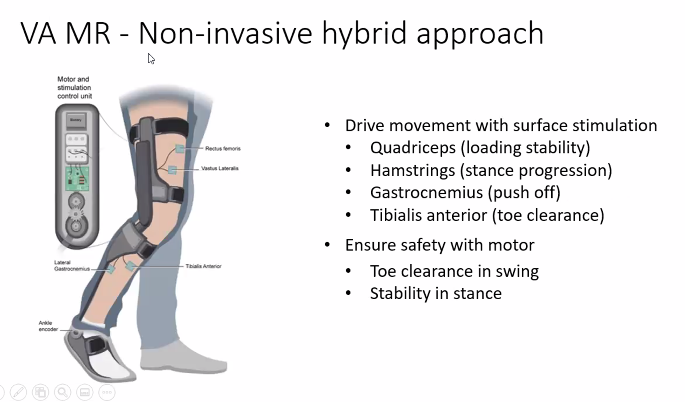 VA MR - Non-invasive hybrid approach
Motor and
stimulation
control unit
Battery
Rectus femoris
Vastus Lateralis
Lateral
Gastrocnemius
Tibialis Anterior
Ankle
encoder
• Drive movement with surface stimulation
• Quadriceps (loading stability)
• Hamstrings (stance progression)
• Gastrocnemius (push off)
• Tibialis anterior (toe clearance)
• Ensure safety with motor
• Toe clearance in swing
• Stability in stance